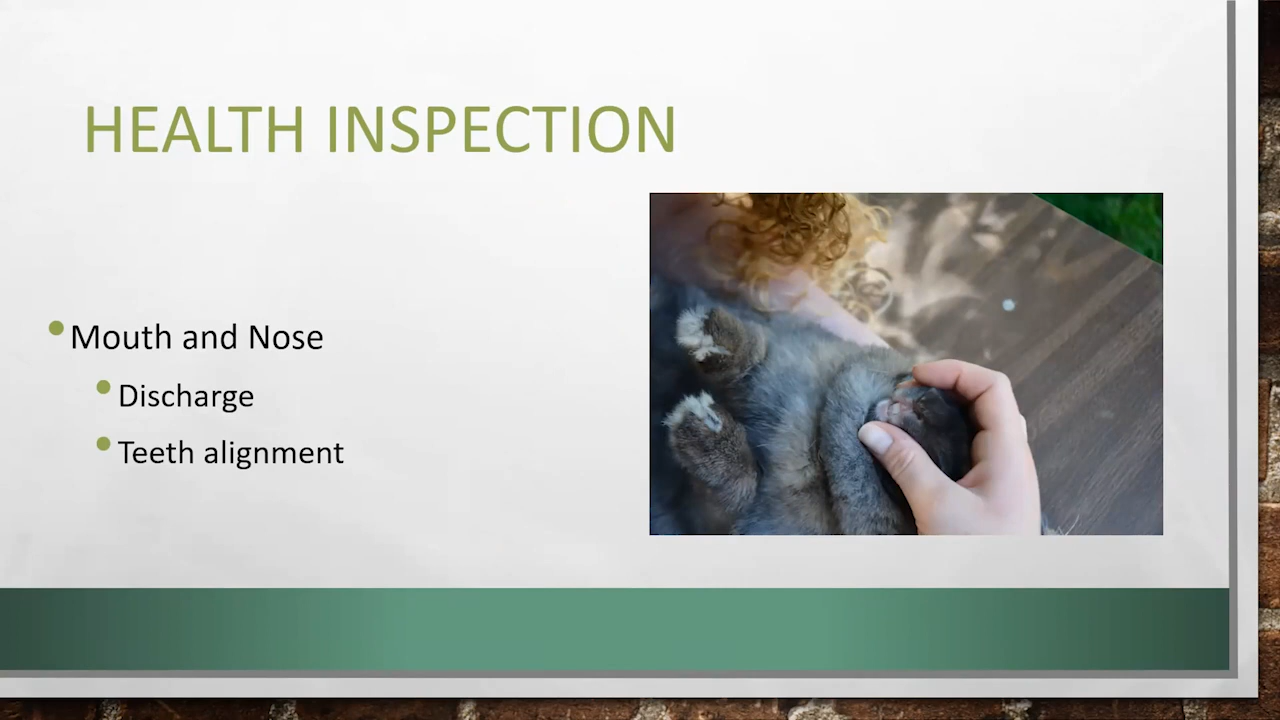 HEALTH INSPECTION
Mouth and Nose
Discharge
Teeth alignment